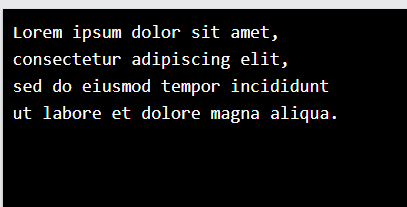 Lorem ipsum dolor sit amet,
consectetur adipiscing elit,
sed do eiusmod tempor incididunt
ut labore et dolore magna aliqua.